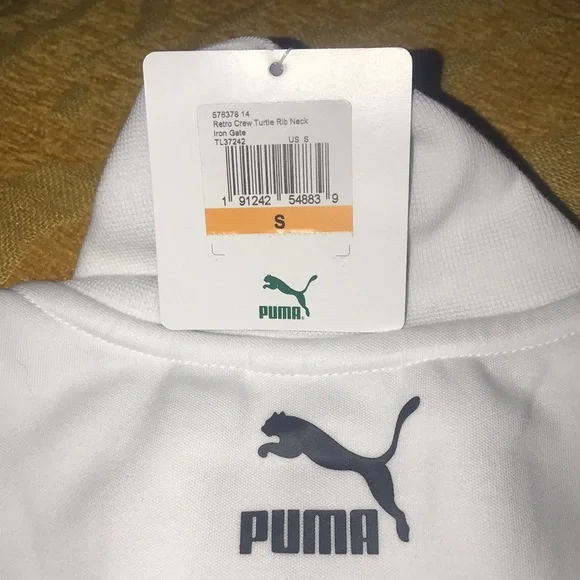 576378 14
Retro Crew Turtle Rib Neck
Iron Gate
TL37242 US S
1 91242 54883 9
S
PUMA®
PUMA